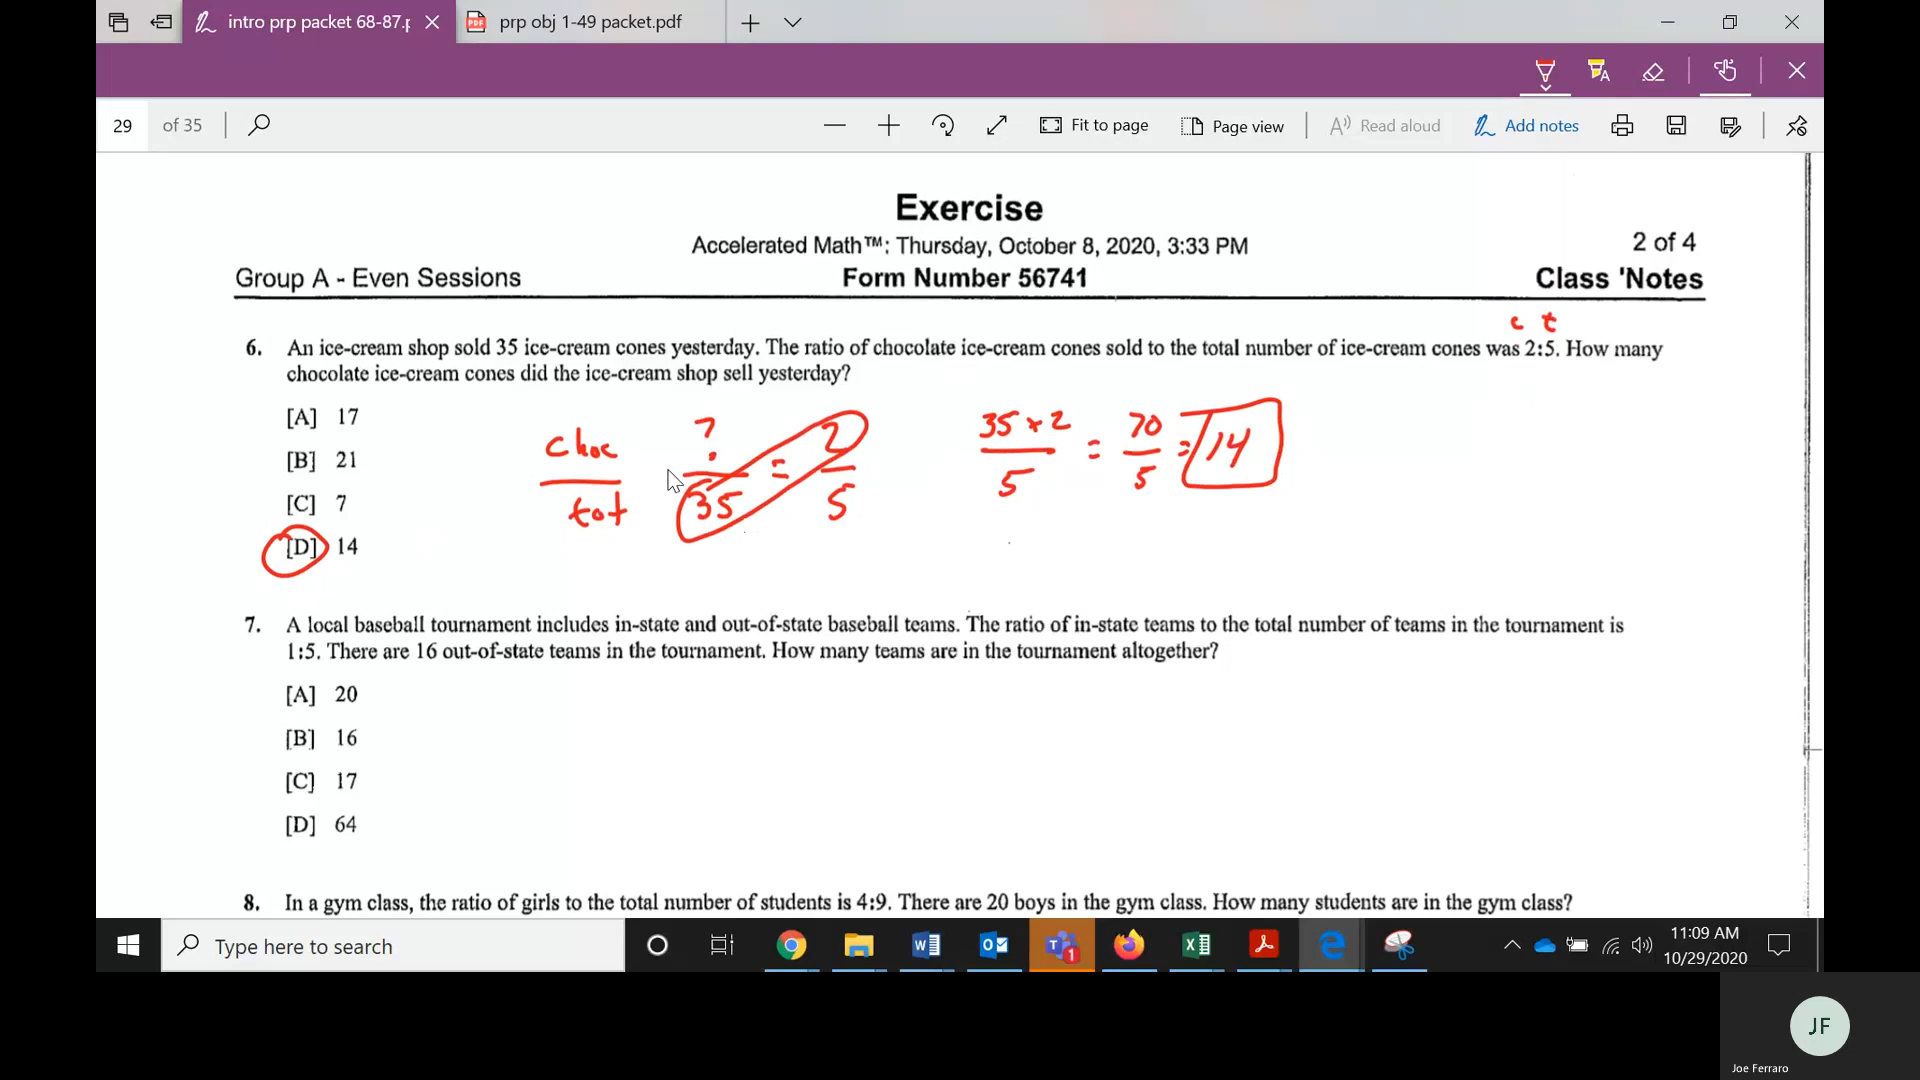 intro prp packet 68-87.p
prp obj 1-49 packet.pdf
29 of 35
Fit to page
Page view
Read aloud
Add notes
Exercise
Accelerated Math™: Thursday, October 8, 2020, 3:33 PM
2 of 4
Group A - Even Sessions
Form Number 56741
Class 'Notes
c t
6. An ice-cream shop sold 35 ice-cream cones yesterday. The ratio of chocolate ice-cream cones sold to the total number of ice-cream cones was 2:5. How many
chocolate ice-cream cones did the ice-cream shop sell yesterday?
[A] 17
[B] 21
[C] 7
[D] 14
choc ? 2 35 x 2 70
= = = 14
tot 35 5 5 5
7. A local baseball tournament includes in-state and out-of-state baseball teams. The ratio of in-state teams to the total number of teams in the tournament is
1:5. There are 16 out-of-state teams in the tournament. How many teams are in the tournament altogether?
[A] 20
[B] 16
[C] 17
[D] 64
8. In a gym class, the ratio of girls to the total number of students is 4:9. There are 20 boys in the gym class. How many students are in the gym class?
Type here to search
1
11:09 AM
10/29/2020
JF
Joe Ferraro